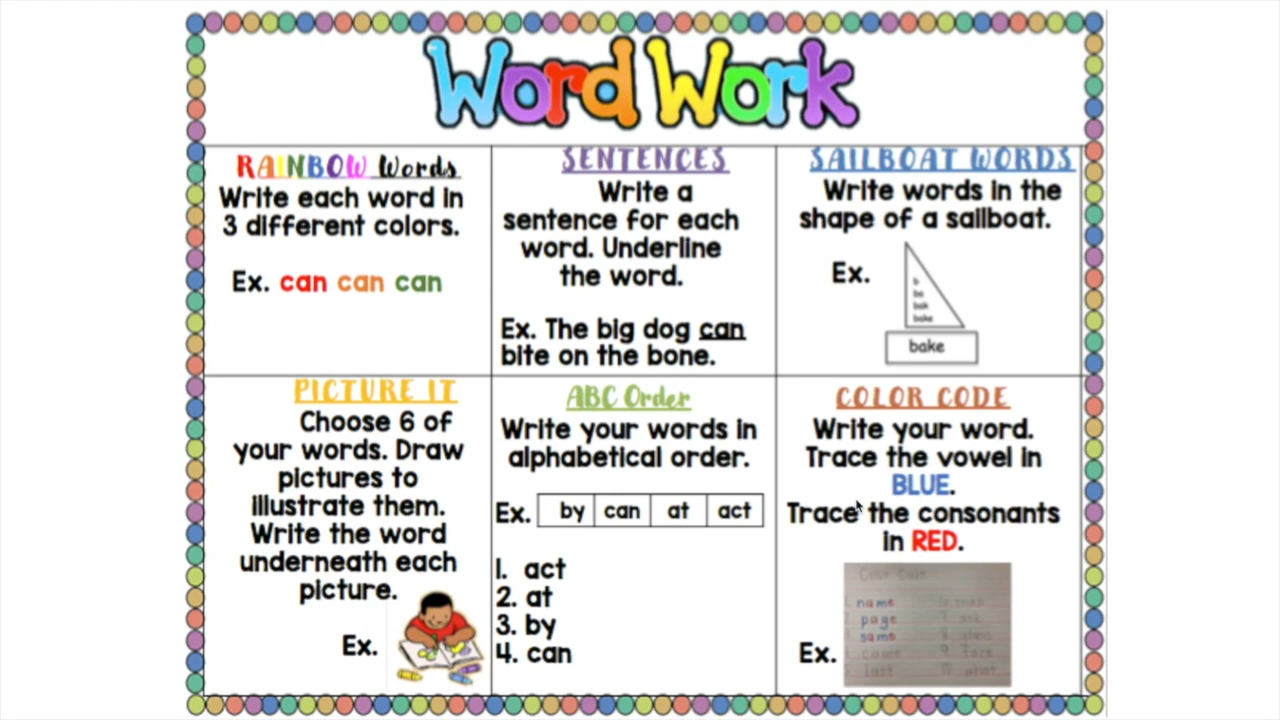 Word Work
RAINBOW Words
Write each word in
3 different colors.
Ex. can can can
SENTENCES
Write a
sentence for each
word. Underline
the word.
Ex. The big dog can
bite on the bone.
SAILBOAT WORDS
Write words in the
shape of a sailboat.
Ex.
b
ba
bak
bake
bake
PICTURE IT
Choose 6 of
your words. Draw
pictures to
illustrate them.
Write the word
underneath each
picture.
Ex.
ABC Order
Write your words in
alphabetical order.
Ex. by can at act
1. act
2. at
3. by
4. can
COLOR CODE
Write your word.
Trace the vowel in
BLUE.
Trace the consonants
in RED.
Ex.
name
page
same
came
last